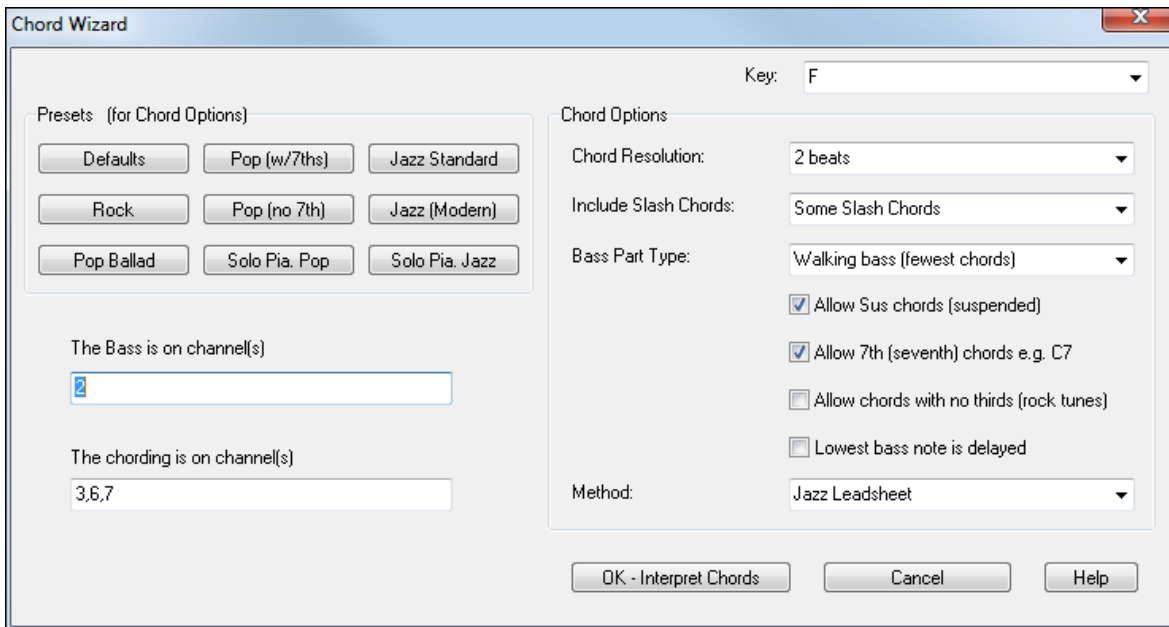 Chord Wizard
x
Key: F
Presets (for Chord Options)
Defaults Pop (w/7ths) Jazz Standard
Rock Pop (no 7th) Jazz (Modern)
Pop Ballad Solo Pia. Pop Solo Pia. Jazz
The Bass is on channel(s)
2
The chording is on channel(s)
3,6,7
Chord Options
Chord Resolution: 2 beats
Include Slash Chords: Some Slash Chords
Bass Part Type: Walking bass (fewest chords)
Allow Sus chords (suspended)
Allow 7th (seventh) chords e.g. C7
Allow chords with no thirds (rock tunes)
Lowest bass note is delayed
Method: Jazz Leadsheet
OK - Interpret Chords Cancel Help